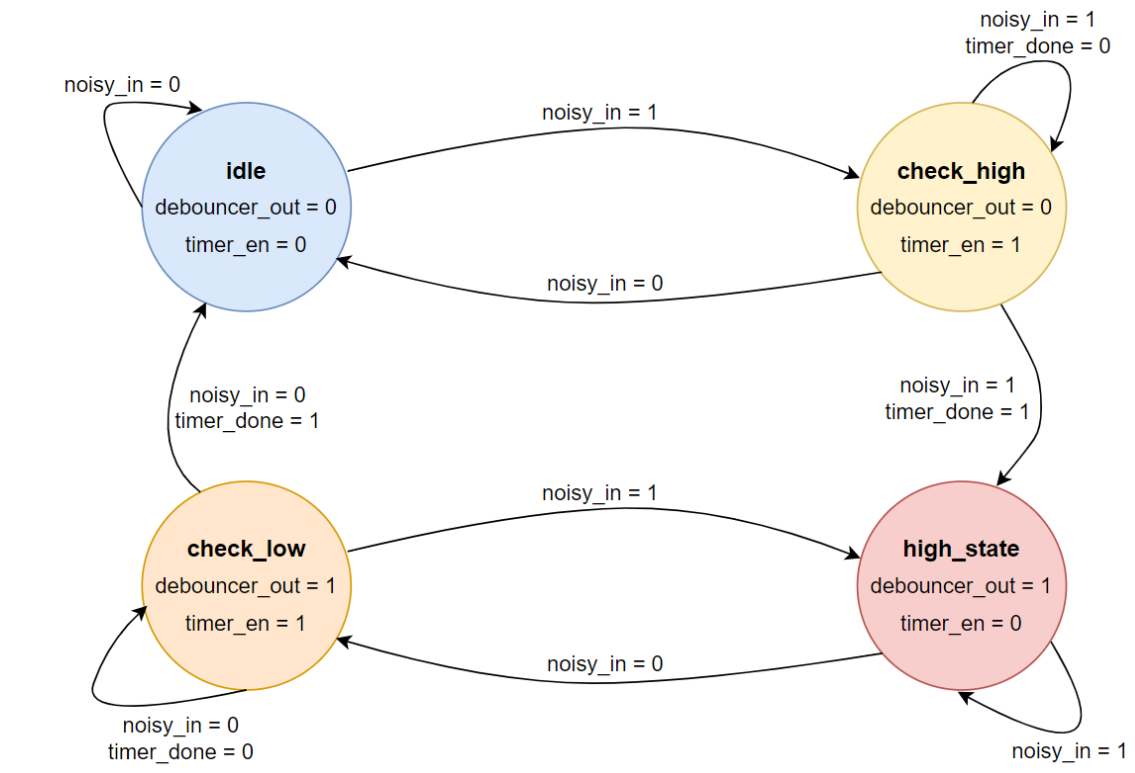 noisy_in = 1
timer_done = 0
noisy_in = 0
noisy_in = 1
idle
debouncer_out = 0
timer_en = 0
check_high
debouncer_out = 0
timer_en = 1
noisy_in = 0
noisy_in = 0
timer_done = 1
noisy_in = 1
timer_done = 1
noisy_in = 1
check_low
debouncer_out = 1
timer_en = 1
high_state
debouncer_out = 1
timer_en = 0
noisy_in = 0
noisy_in = 0
timer_done = 0
noisy_in = 1